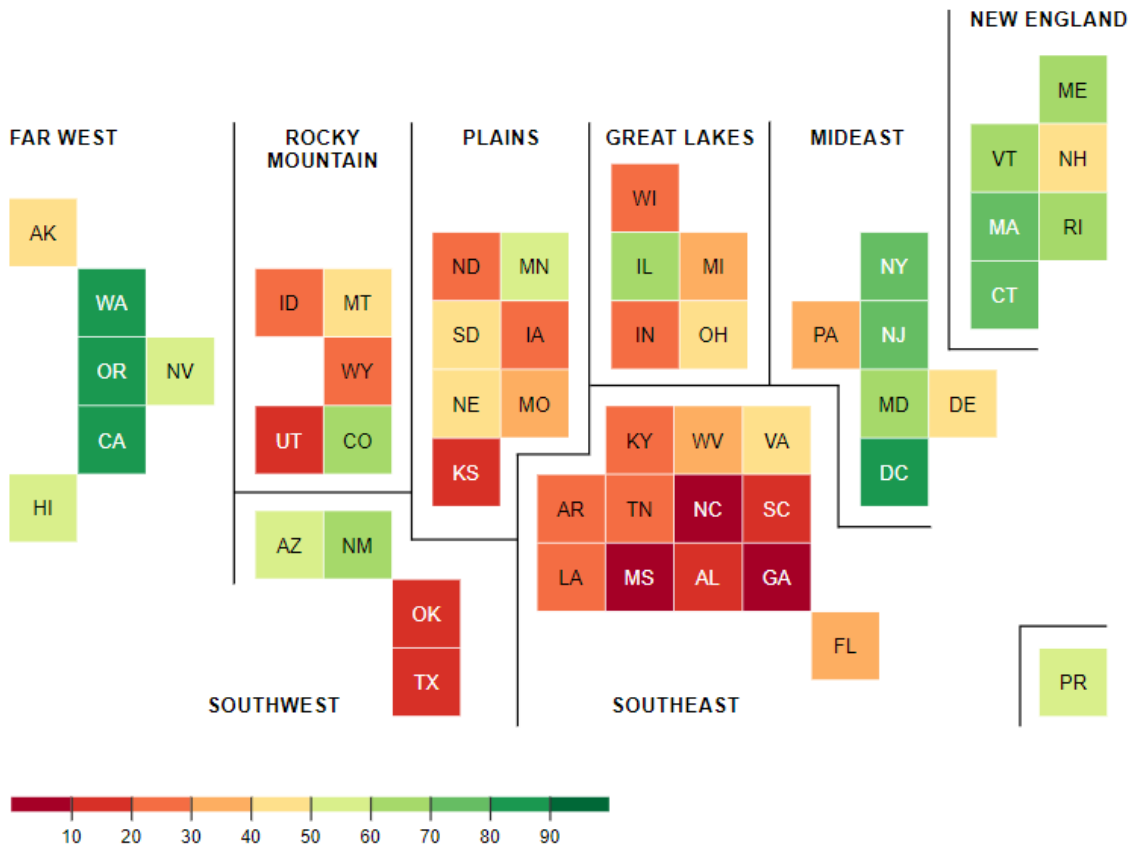 NEW ENGLAND
ME
VT NH
MA RI
CT
FAR WEST
AK
WA
OR NV
CA
HI
ROCKY
MOUNTAIN
ID MT
WY
UT CO
PLAINS
ND MN
SD IA
NE MO
KS
GREAT LAKES
WI
IL MI
IN OH
MIDEAST
NY
PA NJ
MD DE
DC
AZ NM
OK
TX
SOUTHWEST
KY WV VA
AR TN NC SC
LA MS AL GA
FL
SOUTHEAST
PR
10 20 30 40 50 60 70 80 90